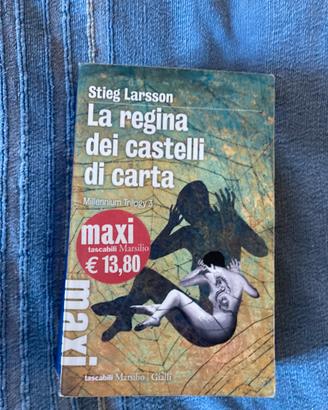 Stieg Larsson
La regina
dei castelli
di carta
Millennium Trilogy 3
maxi
tascabili Marsilio
€ 13,80
maxi
tascabili Marsilio | Gialli